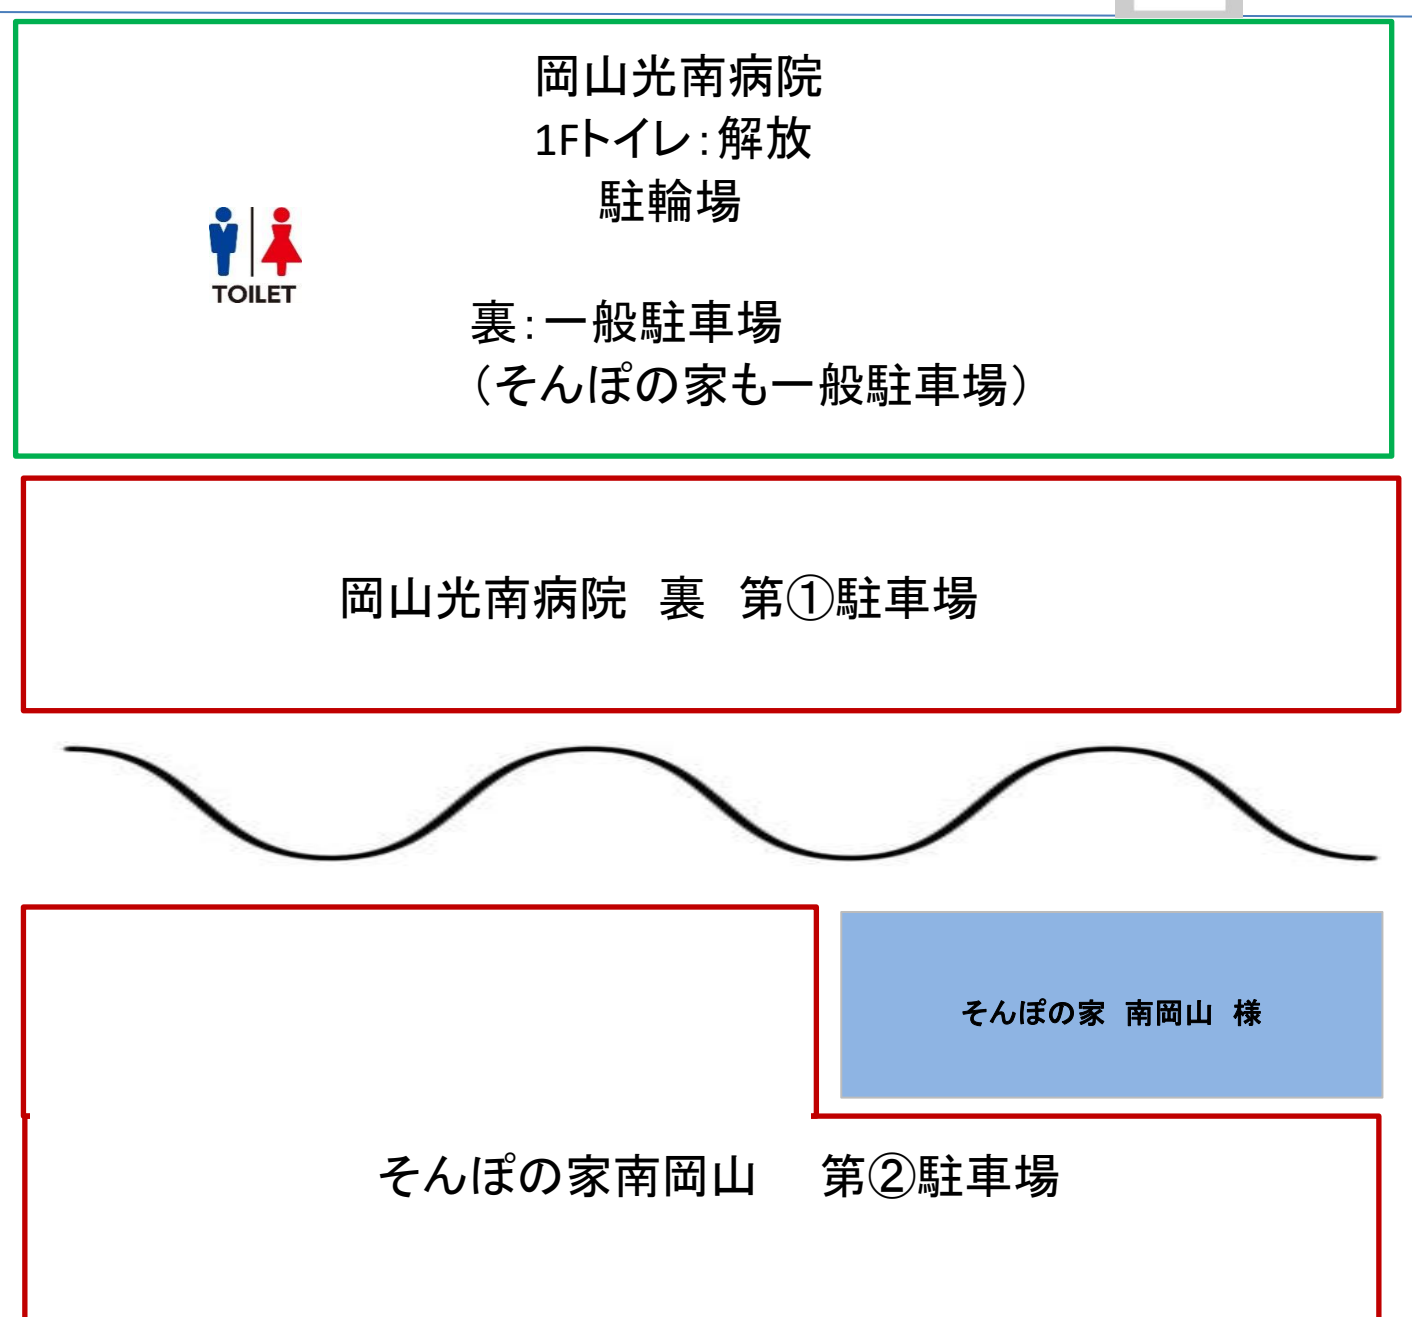 岡山光南病院
1Fトイレ：解放
駐輪場
TOILET
裏：一般駐車場
（そんぽの家も一般駐車場）
岡山光南病院　裏　第①駐車場
そんぽの家　南岡山　様
そんぽの家南岡山　第②駐車場